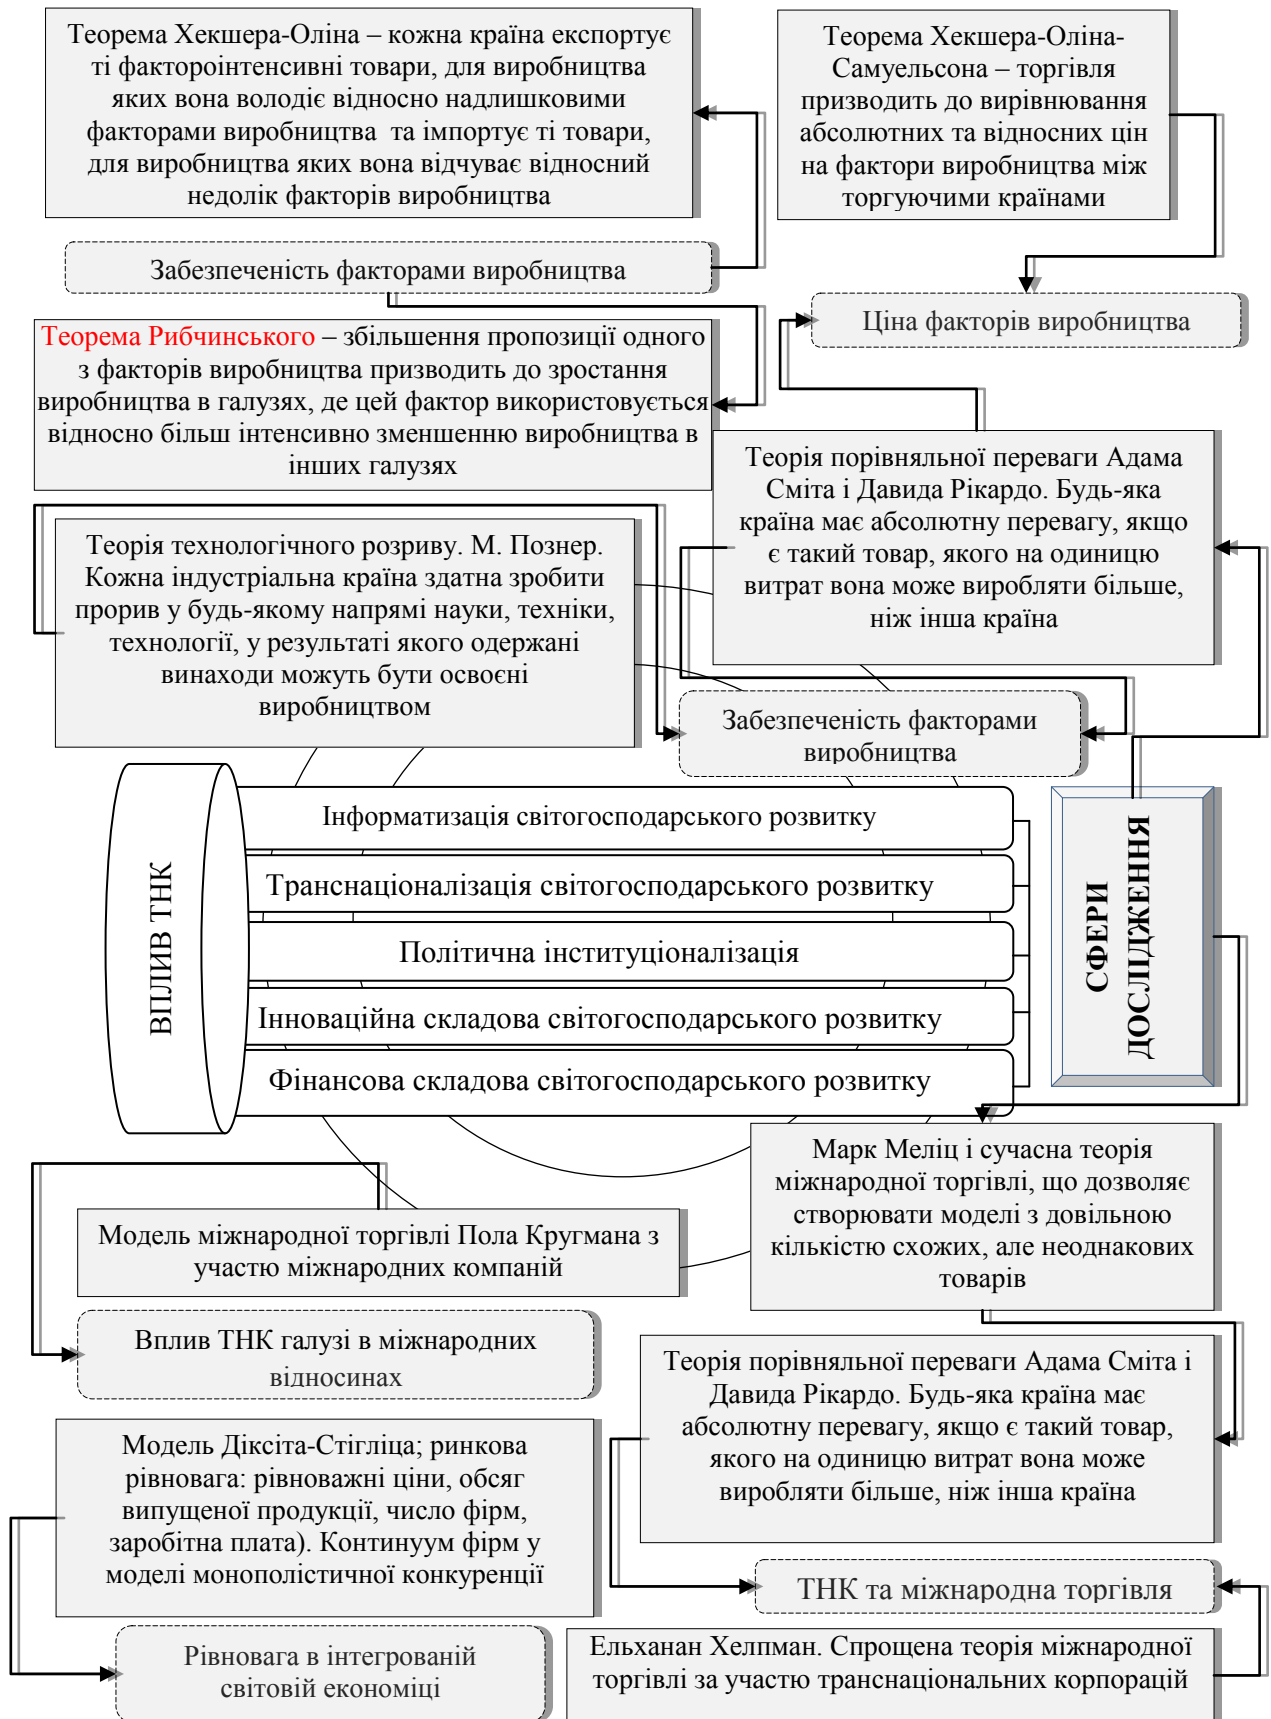 Теорема Хекшера-Оліна – кожна країна експортує
ті фактороінтенсивні товари, для виробництва
яких вона володіє відносно надлишковими
факторами виробництва та імпортує ті товари,
для виробництва яких вона відчуває відносний
недолік факторів виробництва
Теорема Хекшера-Оліна-
Самуельсона – торгівля
призводить до вирівнювання
абсолютних та відносних цін
на фактори виробництва між
торгуючими країнами
Забезпеченість факторами виробництва
Ціна факторів виробництва
Теорема Рибчинського – збільшення пропозиції одного
з факторів виробництва призводить до зростання
виробництва в галузях, де цей фактор використовується
відносно більш інтенсивно зменшенню виробництва в
інших галузях
Теорія порівняльної переваги Адама
Сміта і Давида Рікардо. Будь-яка
країна має абсолютну перевагу, якщо
є такий товар, якого на одиницю
витрат вона може виробляти більше,
ніж інша країна
Теорія технологічного розриву. М. Познер.
Кожна індустріальна країна здатна зробити
прорив у будь-якому напрямі науки, техніки,
технології, у результаті якого одержані
винаходи можуть бути освоєні
виробництвом
Забезпеченість факторами
виробництва
ВПЛИВ ТНК
Інформатизація світогосподарського розвитку
Транснаціоналізація світогосподарського розвитку
Політична інституціоналізація
Інноваційна складова світогосподарського розвитку
Фінансова складова світогосподарського розвитку
СФЕРИ
ДОСЛІДЖЕННЯ
Марк Меліц і сучасна теорія
міжнародної торгівлі, що дозволяє
створювати моделі з довільною
кількістю схожих, але неоднакових
товарів
Модель міжнародної торгівлі Пола Кругмана з
участю міжнародних компаній
Вплив ТНК галузі в міжнародних
відносинах
Теорія порівняльної переваги Адама Сміта і
Давида Рікардо. Будь-яка країна має
абсолютну перевагу, якщо є такий товар,
якого на одиницю витрат вона може
виробляти більше, ніж інша країна
Модель Діксіта-Стігліца; ринкова
рівновага: рівноважні ціни, обсяг
випущеної продукції, число фірм,
заробітна плата). Континуум фірм у
моделі монополістичної конкуренції
ТНК та міжнародна торгівля
Рівновага в інтегрованій
світовій економіці
Ельханан Хелпман. Спрощена теорія міжнародної
торгівлі за участю транснаціональних корпорацій